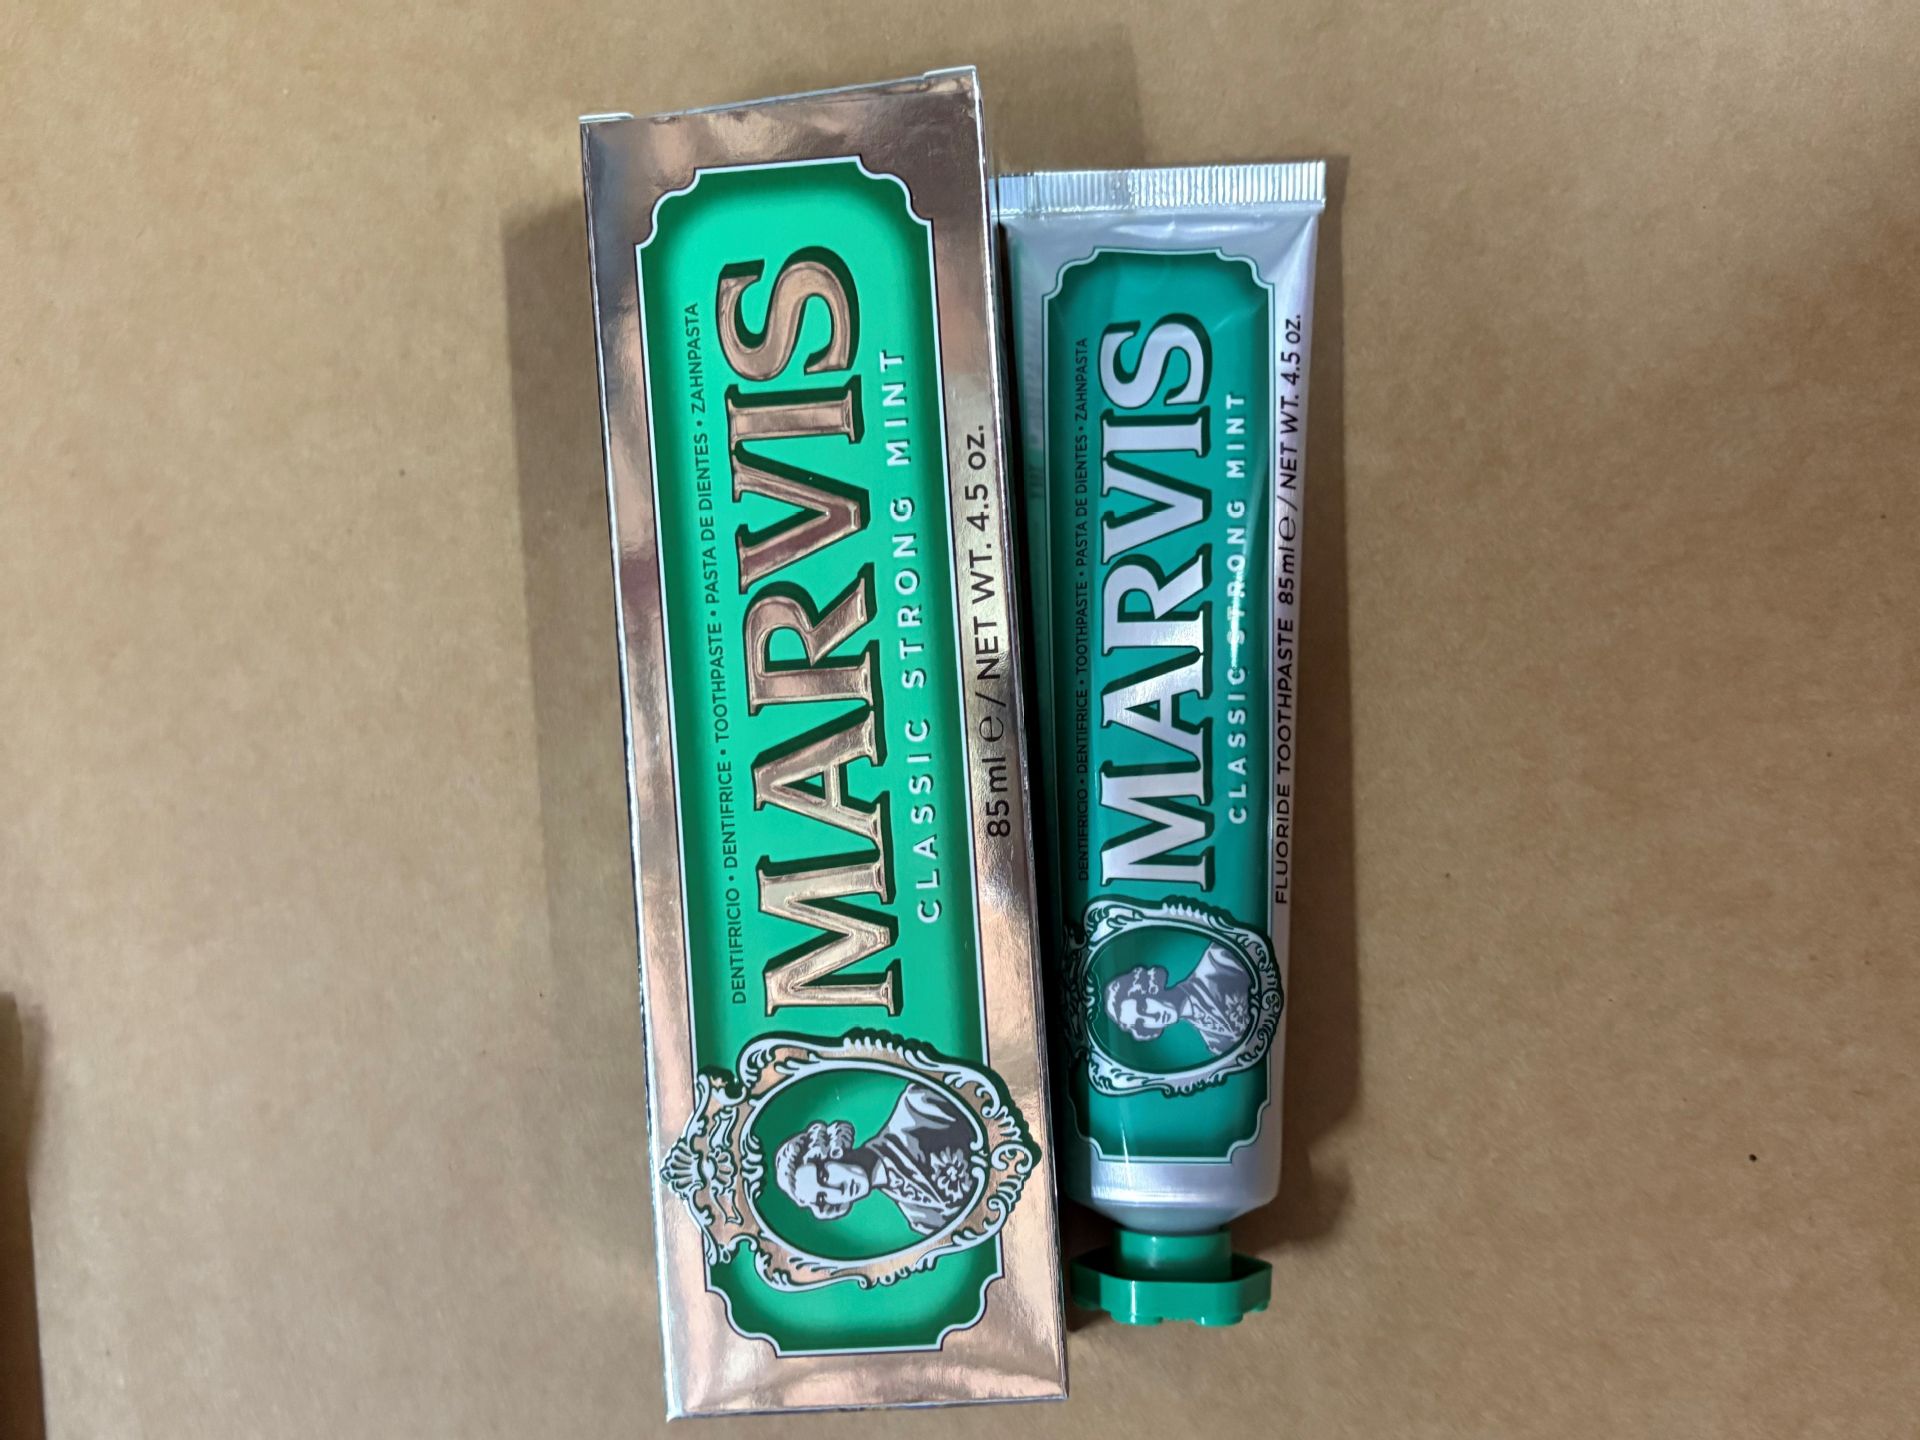 DENTIFRICIO • DENTIFRICE • TOOTHPASTE • PASTA DE DIENTES • ZAHNPASTA
MARVIS
CLASSIC STRONG MINT
85ml ℮ / NET WT. 4.5 OZ.
DENTIFRICIO • DENTIFRICE • TOOTHPASTE • PASTA DE DIENTES • ZAHNPASTA
MARVIS
CLASSIC STRONG MINT
FLUORIDE TOOTHPASTE 85ml ℮ / NET WT. 4.5 OZ.